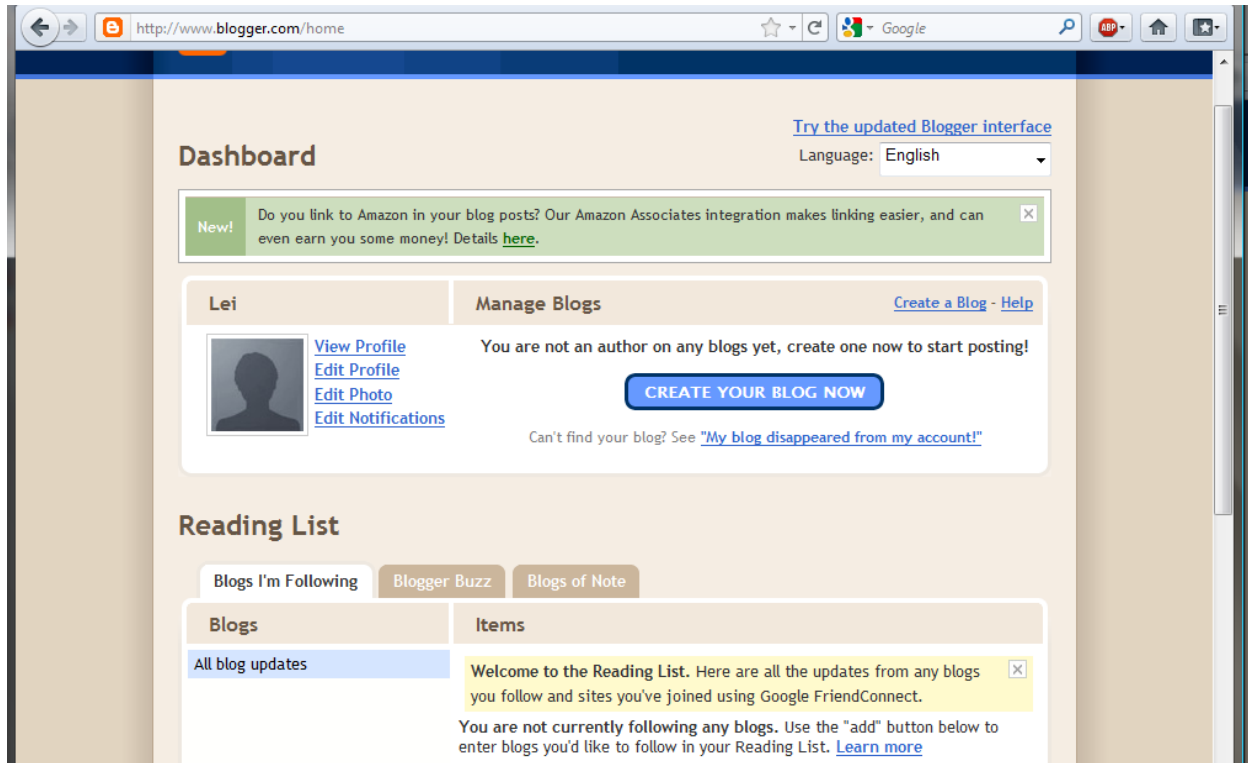 http://www.blogger.com/home
Google
ABP
Try the updated Blogger interface
Dashboard
Language: English
New!
Do you link to Amazon in your blog posts? Our Amazon Associates integration makes linking easier, and can
even earn you some money! Details here.
Lei
Manage Blogs
Create a Blog - Help
View Profile
Edit Profile
Edit Photo
Edit Notifications
You are not an author on any blogs yet, create one now to start posting!
CREATE YOUR BLOG NOW
Can't find your blog? See "My blog disappeared from my account!"
Reading List
Blogs I'm Following
Blogger Buzz
Blogs of Note
Blogs
Items
All blog updates
Welcome to the Reading List. Here are all the updates from any blogs
you follow and sites you've joined using Google FriendConnect.
You are not currently following any blogs. Use the "add" button below to
enter blogs you'd like to follow in your Reading List. Learn more